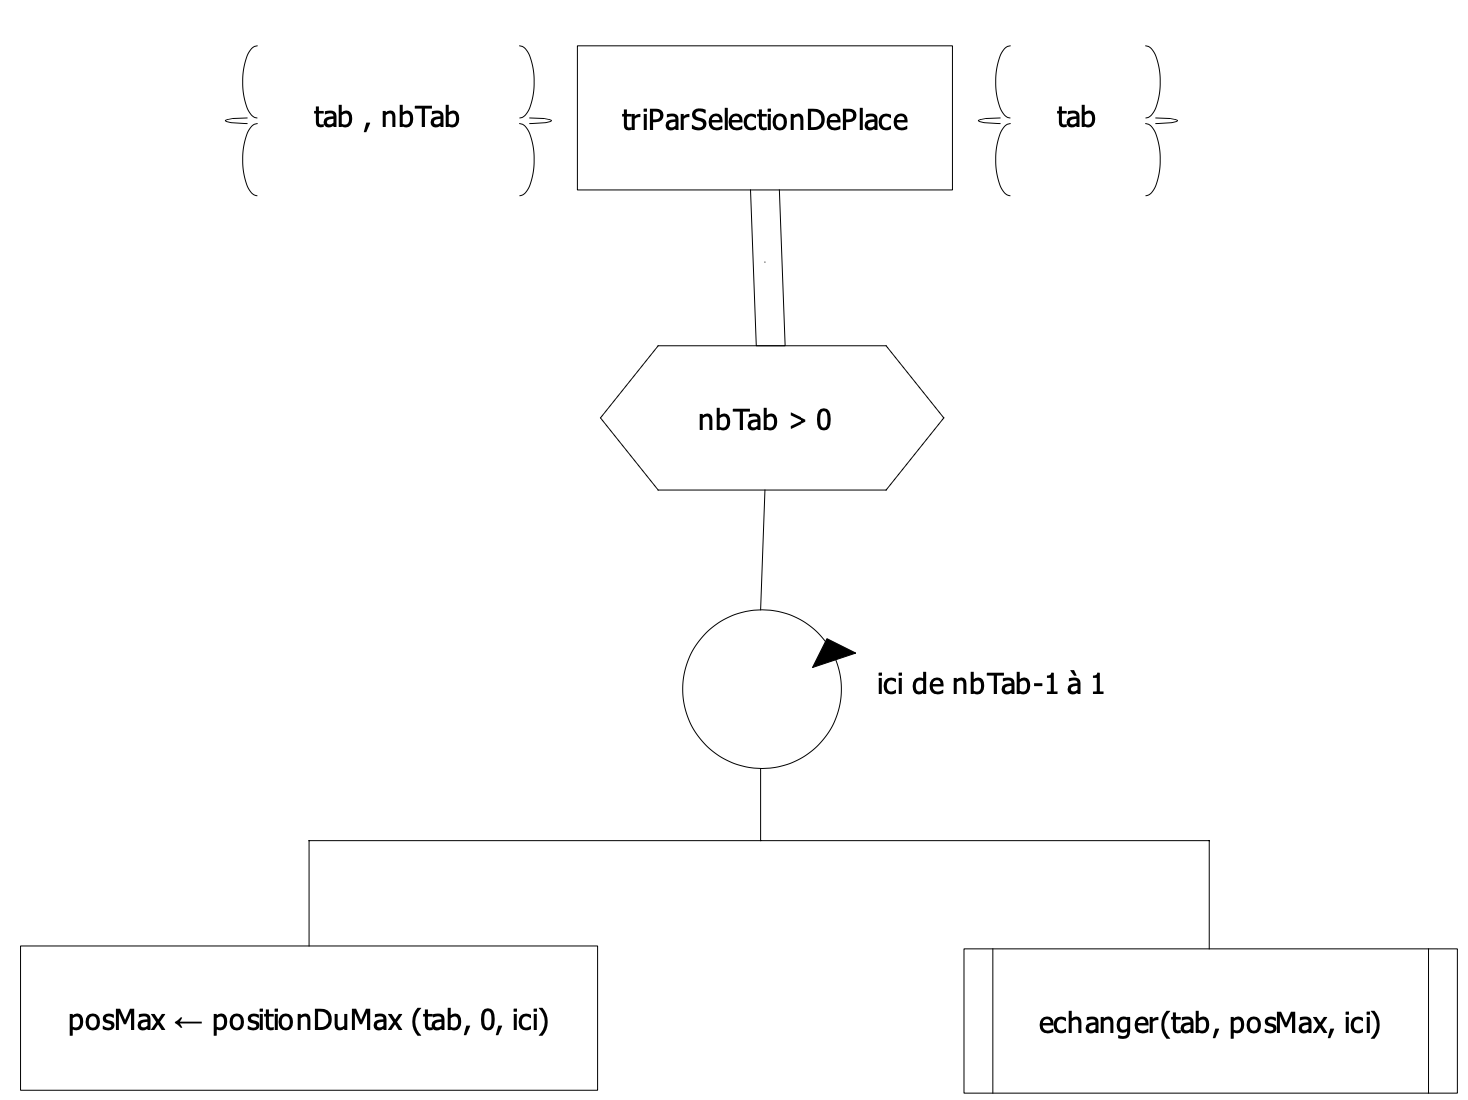 tab , nbTab
triParSelectionDePlace
tab
nbTab > 0
ici de nbTab-1 à 1
posMax ← positionDuMax (tab, 0, ici)
echanger(tab, posMax, ici)